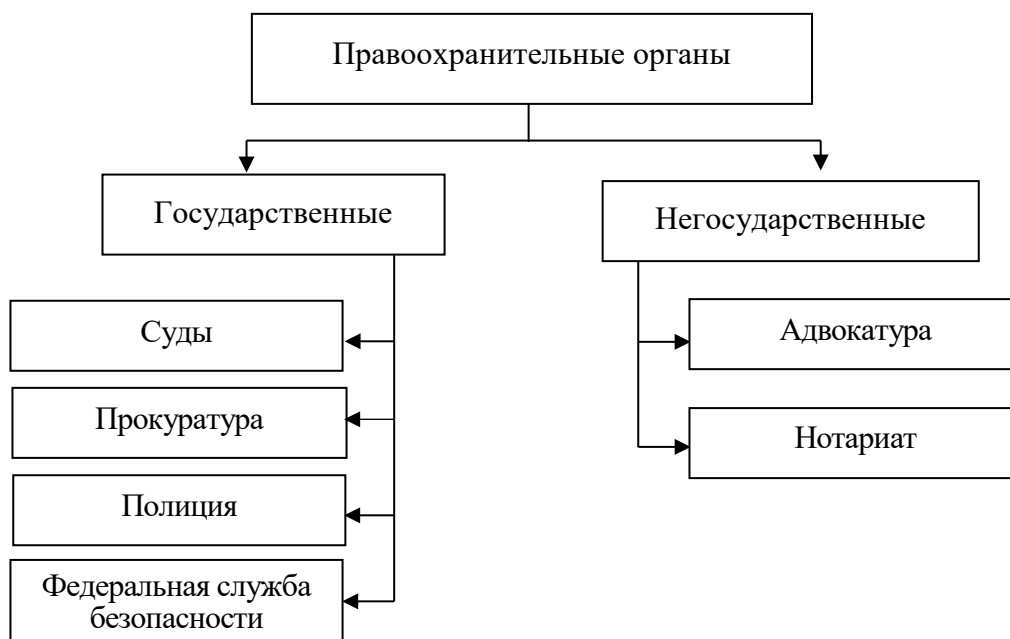 Правоохранительные органы
Государственные
Негосударственные
Суды
Прокуратура
Полиция
Федеральная служба
безопасности
Адвокатура
Нотариат